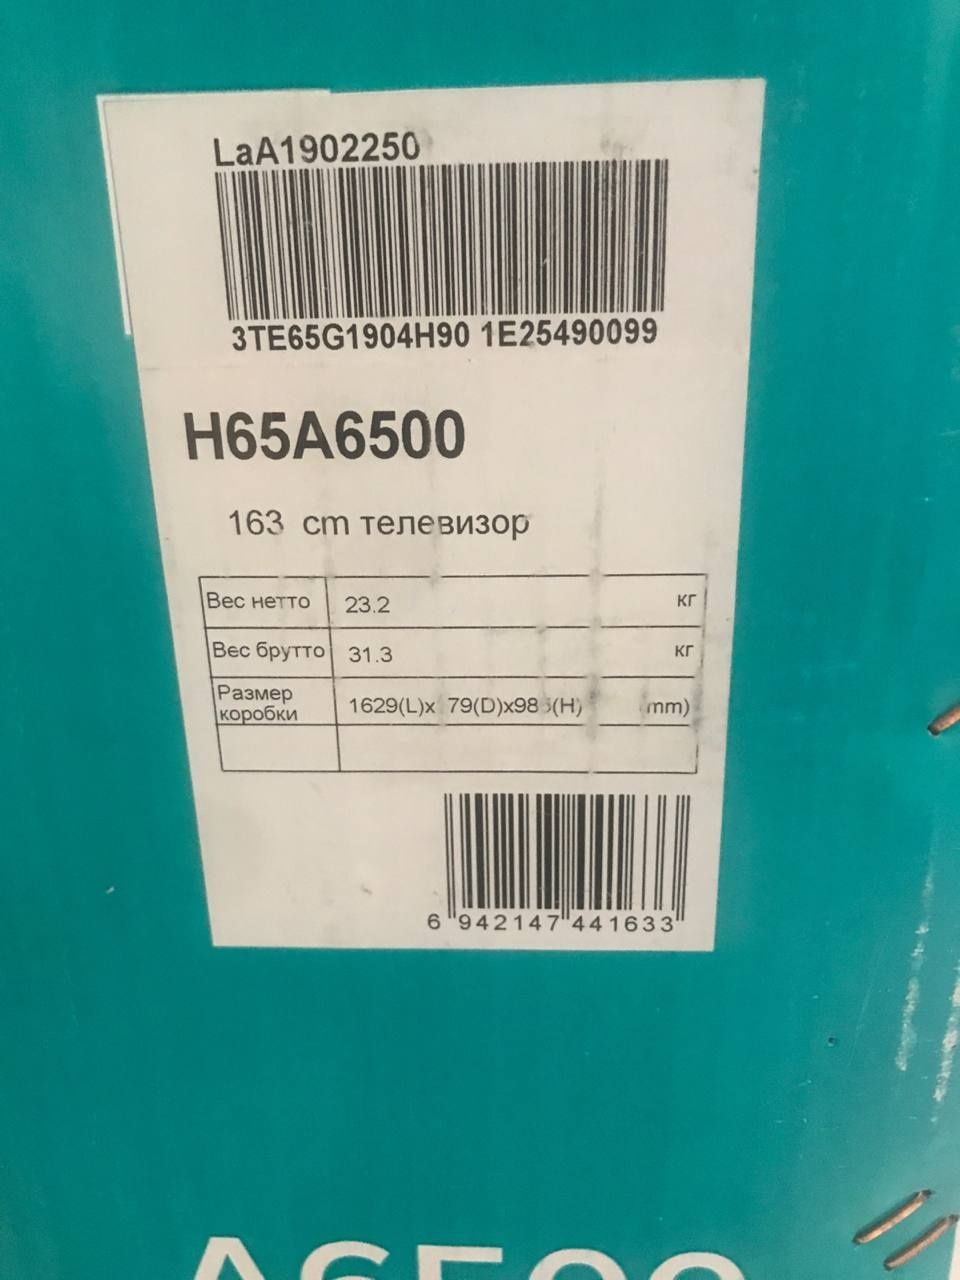 LaA1902250
3TE65G1904H90 1E25490099
H65A6500
163 cm телевизор
Вес нетто 23.2 кг
Вес брутто 31.3 кг
Размер
коробки 1629(L)x 79(D)x98 (H) mm)
6 942147 441633
A6500